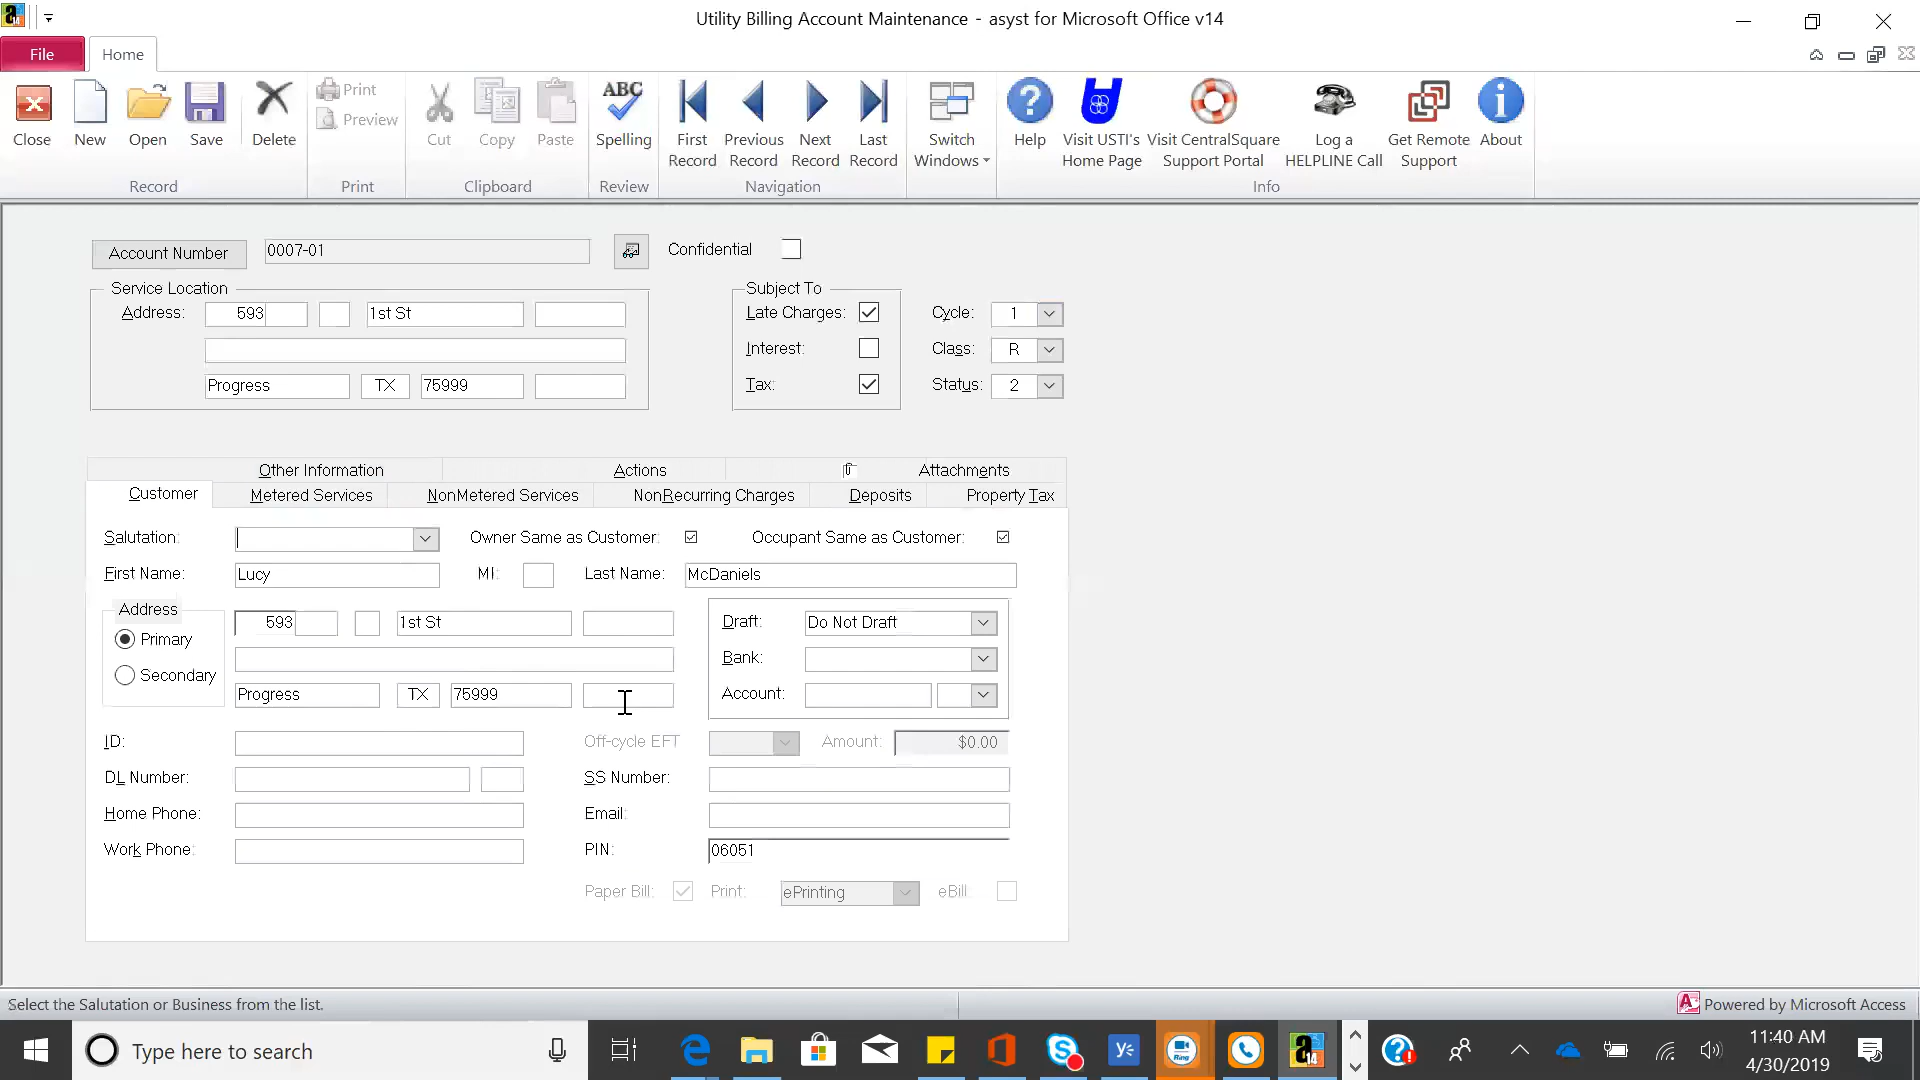 Utility Billing Account Maintenance - asyst for Microsoft Office v14
File Home
Close New Open Save Delete
Print
Preview
Cut Copy Paste
ABC
Spelling
First Record
Previous Record
Next Record
Last Record
Switch Windows
Help
Visit USTI's Home Page
Visit CentralSquare Support Portal
Log a HELPLINE Call
Get Remote Support
About
Record Print Clipboard Review Navigation Info
Account Number 0007-01 Confidential
Service Location Subject To
Address: 593 1st St Late Charges: Cycle: 1
Interest: Class: R
Progress TX 75999 Tax: Status: 2
Other Information Actions Attachments
Customer Metered Services NonMetered Services NonRecurring Charges Deposits Property Tax
Salutation: Owner Same as Customer: Occupant Same as Customer:
First Name: Lucy MI: Last Name: McDaniels
Address
593 1st St Draft: Do Not Draft
Primary
Bank:
Secondary
Progress TX 75999 Account:
ID: Off-cycle EFT Amount: $0.00
DL Number: SS Number:
Home Phone: Email:
Work Phone: PIN: 06051
Paper Bill: Print: ePrinting eBill:
Select the Salutation or Business from the list. Powered by Microsoft Access
Type here to search
Ring
11:40 AM
4/30/2019